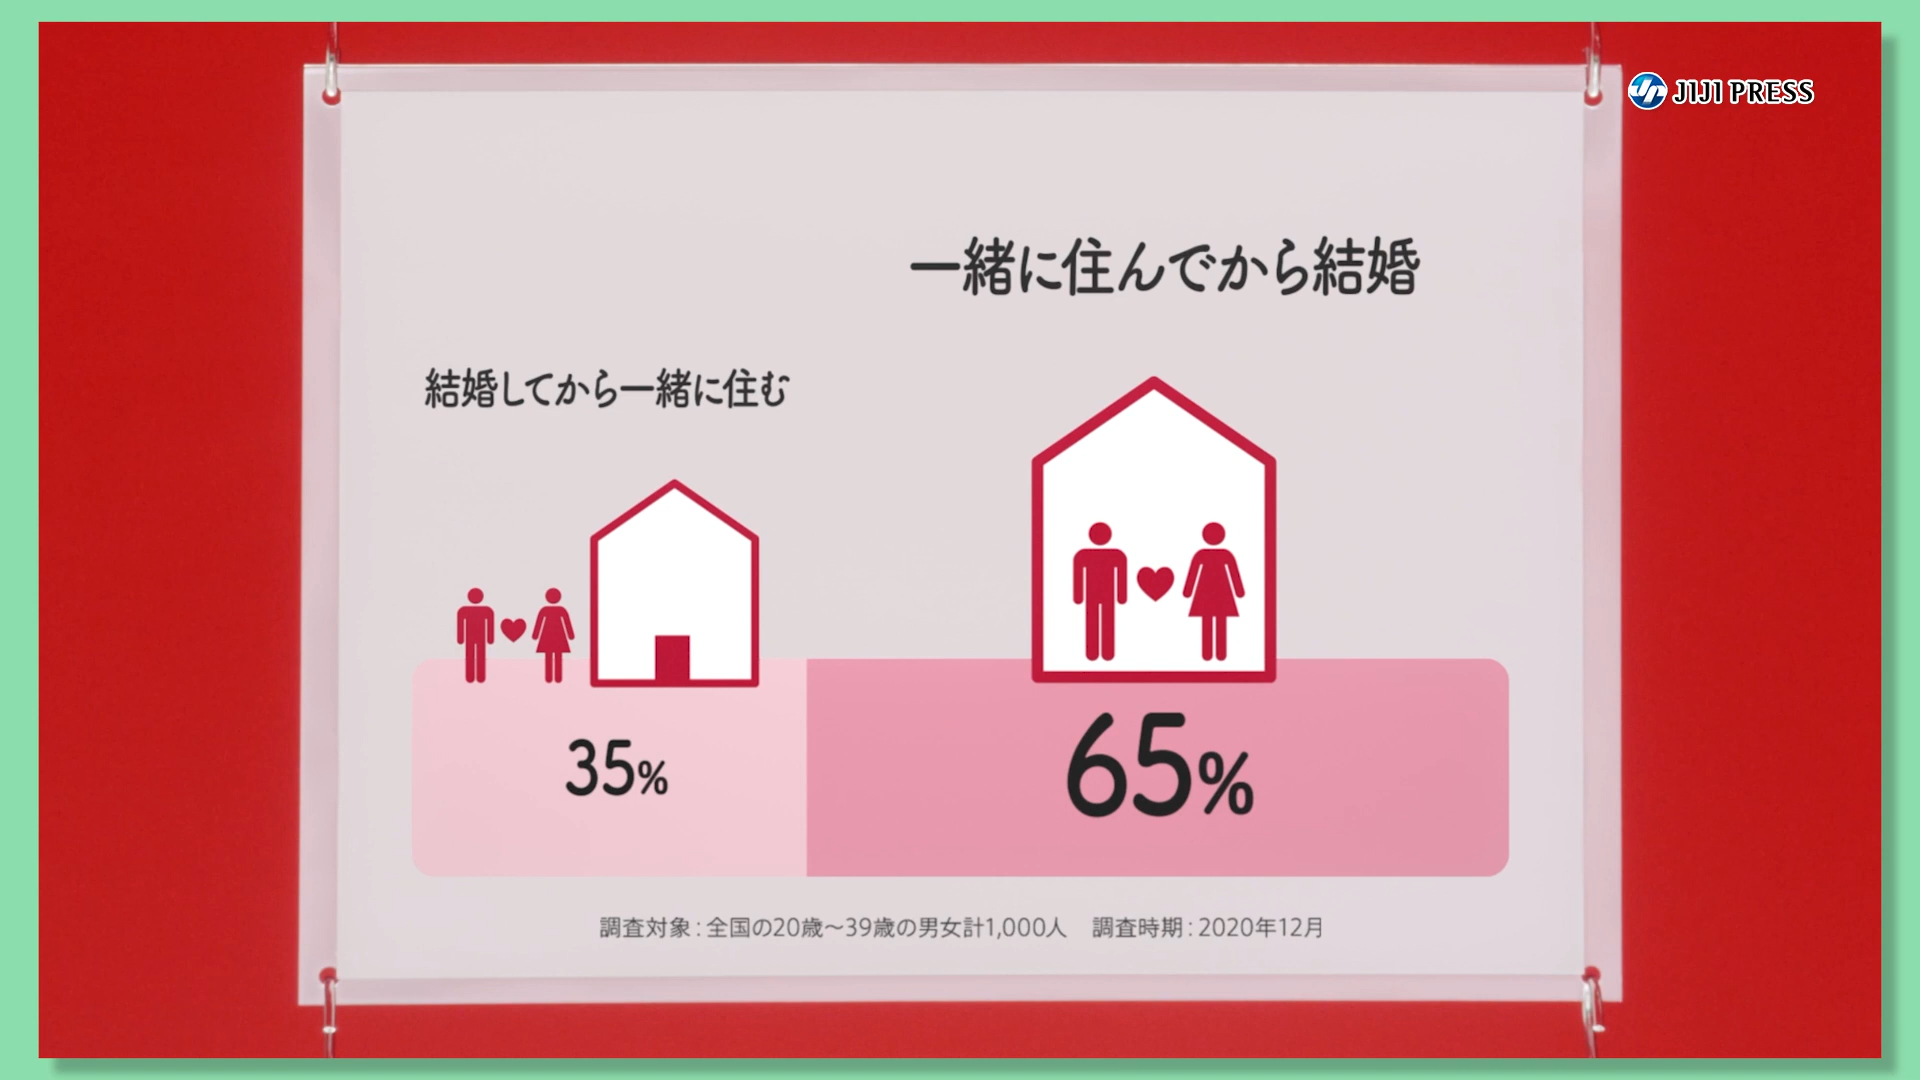 JIJI PRESS
一緒に住んでから結婚
結婚してから一緒に住む
35%
65%
調査対象:全国の20歳〜39歳の男女計1,000人　調査時期:2020年12月